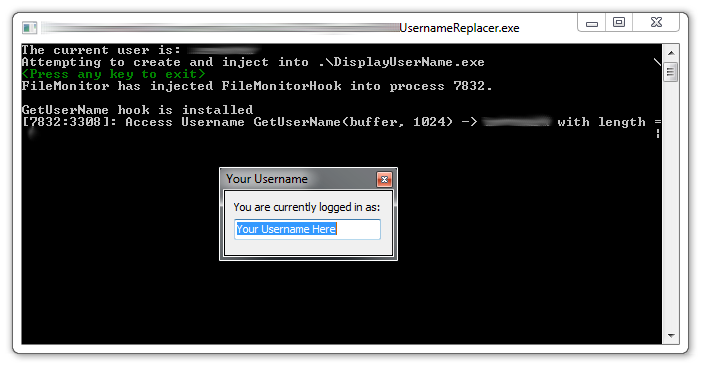 UsernameReplacer.exe
The current user is:
Attempting to create and inject into .\DisplayUserName.exe \
<Press any key to exit>
FileMonitor has injected FileMonitorHook into process 7832.
GetUserName hook is installed
[7832:3308]: Access Username GetUserName(buffer, 1024) -> with length =
Your Username
You are currently logged in as:
Your Username Here